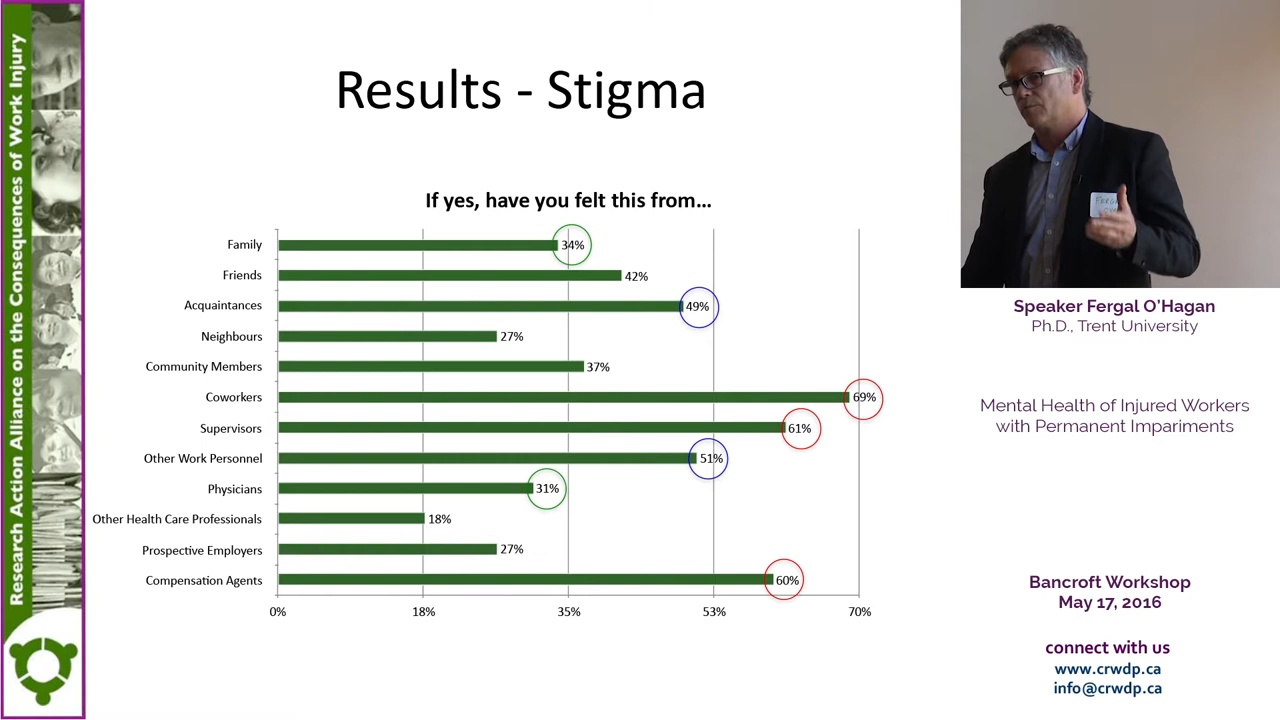 Research Action Alliance on the Consequences of Work Injury
Results - Stigma
If yes, have you felt this from...
Family 34%
Friends 42%
Acquaintances 49%
Neighbours 27%
Community Members 37%
Coworkers 69%
Supervisors 61%
Other Work Personnel 51%
Physicians 31%
Other Health Care Professionals 18%
Prospective Employers 27%
Compensation Agents 60%
0% 18% 35% 53% 70%
Speaker Fergal O’Hagan
Ph.D., Trent University
Mental Health of Injured Workers
with Permanent Impariments
Bancroft Workshop
May 17, 2016
connect with us
www.crwdp.ca
info@crwdp.ca